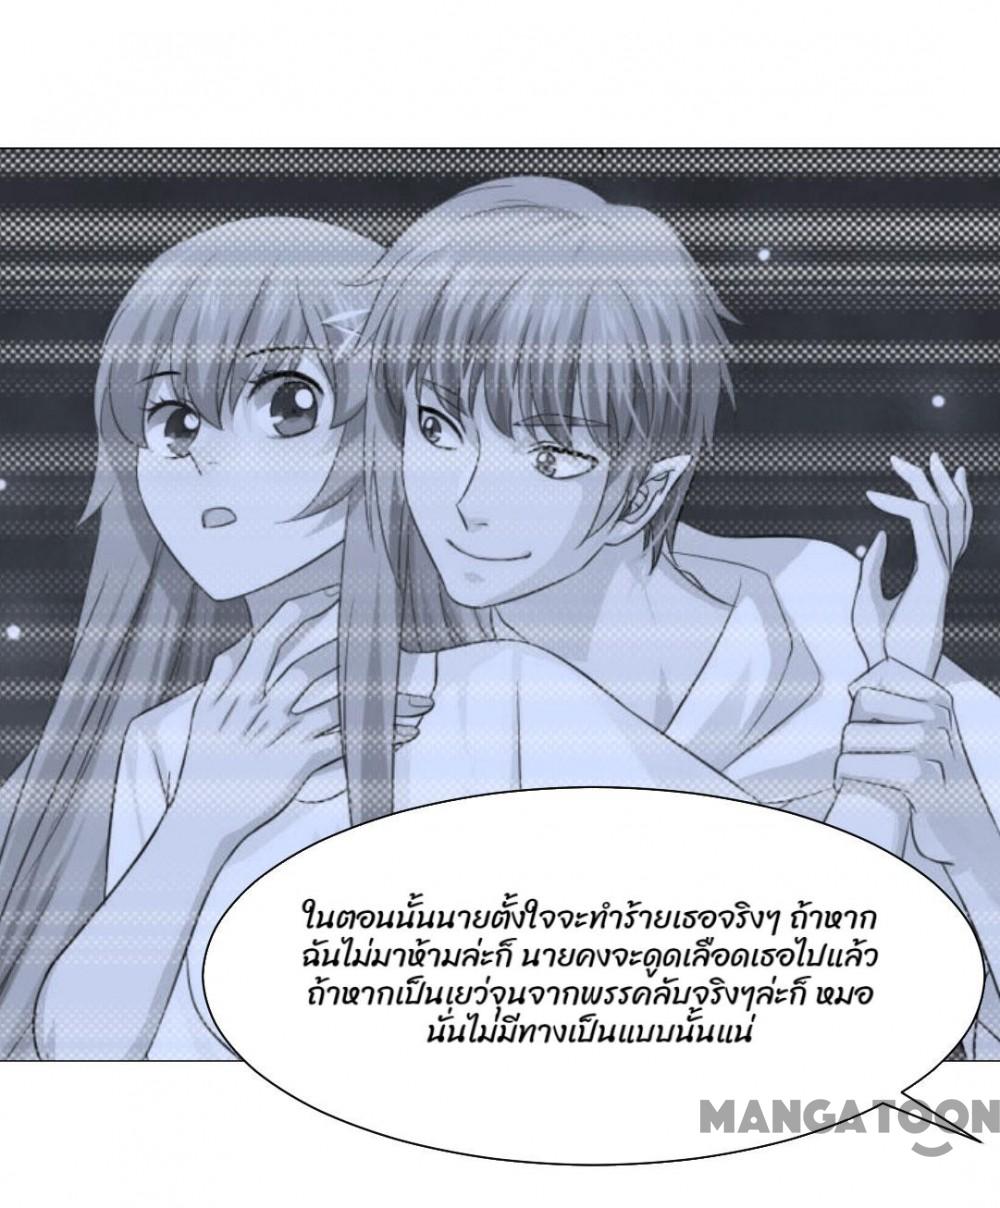 ในตอนนั้นนายตั้งใจจะทำร้ายเธอจริงๆ ถ้าหาก
ฉันไม่มาห้ามล่ะก็ นายคงจะดูดเลือดเธอไปแล้ว
ถ้าหากเป็นเยว่จุนจากพรรคลับจริงๆล่ะก็ หมอ
นั่นไม่มีทางเป็นแบบนั้นแน่
MANGATOON